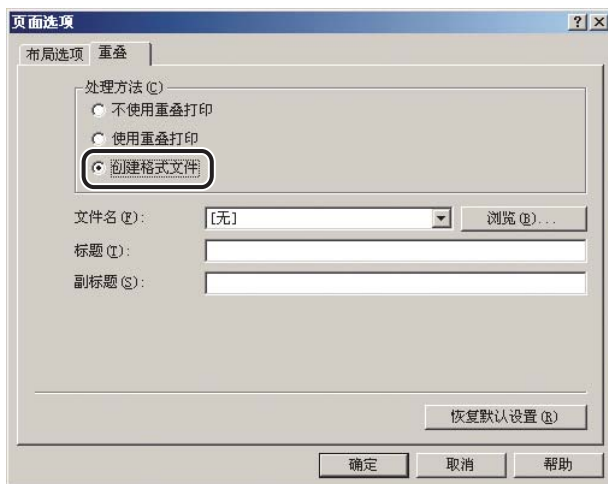 页面选项
布局选项 重叠
处理方法(C)
不使用重叠打印
使用重叠打印
创建格式文件
文件名(F): [无] 浏览(B)...
标题(T):
副标题(S):
恢复默认设置(R)
确定 取消 帮助